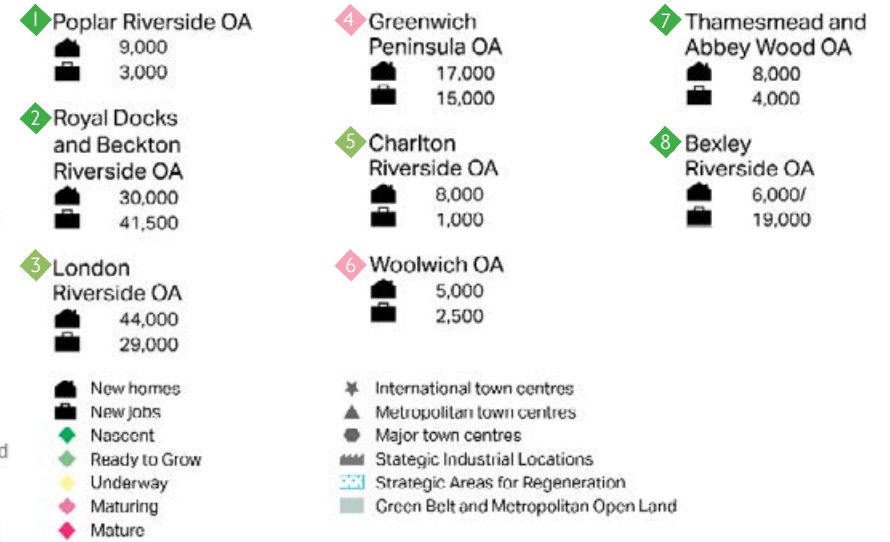 1 Poplar Riverside OA
9,000
3,000
2 Royal Docks
and Beckton
Riverside OA
30,000
41,500
3 London
Riverside OA
44,000
29,000
4 Greenwich
Peninsula OA
17,000
15,000
5 Charlton
Riverside OA
8,000
1,000
6 Woolwich OA
5,000
2,500
7 Thamesmead and
Abbey Wood OA
8,000
4,000
8 Bexley
Riverside OA
6,000/
19,000
New homes
New jobs
Nascent
Ready to Grow
Underway
Maturing
Mature
International town centres
Metropolitan town centres
Major town centres
Stategic Industrial Locations
Strategic Areas for Regeneration
Green Belt and Metropolitan Open Land
d